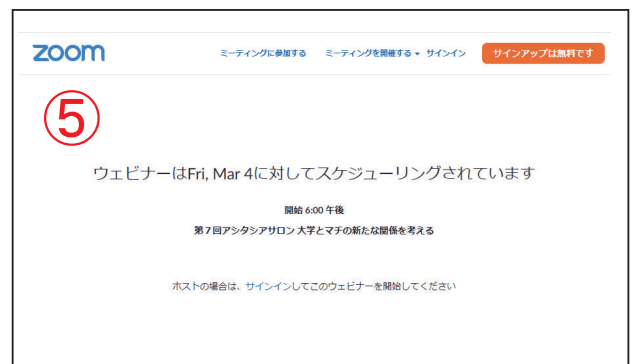 zoom
ミーティングに参加する ミーティングを開催する サインイン サインアップは無料です
⑤
ウェビナーはFri, Mar 4に対してスケジューリングされています
開始 6:00 午後
第7回アシタシアサロン 大学とマチの新たな関係を考える
ホストの場合は、サインインしてこのウェビナーを開始してください